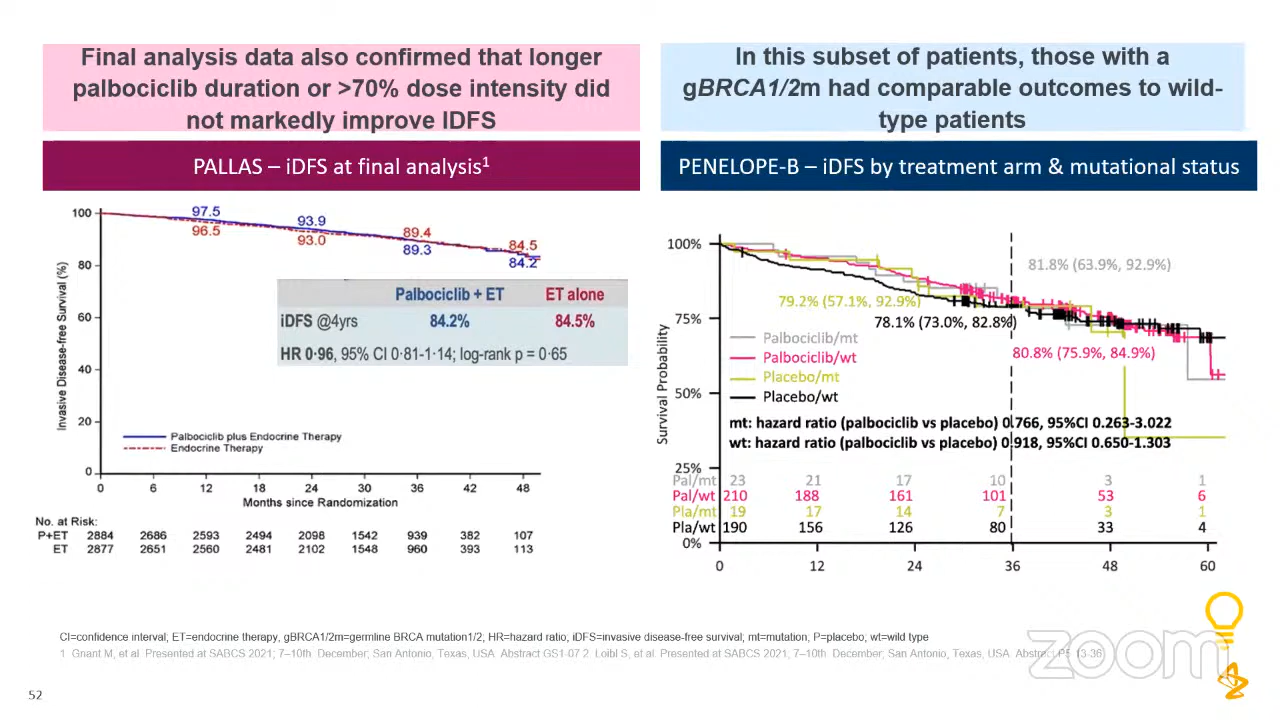 Final analysis data also confirmed that longer
palbociclib duration or >70% dose intensity did
not markedly improve IDFS
PALLAS – iDFS at final analysis1
Invasive Disease-free Survival (%)
100
80
60
40
20
0
97.5
96.5
93.9
93.0
89.4
89.3
84.5
84.2
Palbociclib + ET ET alone
iDFS @4yrs 84.2% 84.5%
HR 0·96, 95% CI 0·81-1·14; log-rank p = 0·65
Palbociclib plus Endocrine Therapy
Endocrine Therapy
0 6 12 18 24 30 36 42 48
Months since Randomization
No. at Risk:
P+ET 2884 2686 2593 2494 2098 1542 939 382 107
ET 2877 2651 2560 2481 2102 1548 960 393 113
In this subset of patients, those with a
gBRCA1/2m had comparable outcomes to wild-
type patients
PENELOPE-B – iDFS by treatment arm & mutational status
Survival Probability
100%
75%
50%
25%
0%
81.8% (63.9%, 92.9%)
79.2% (57.1%, 92.9%)
78.1% (73.0%, 82.8%)
80.8% (75.9%, 84.9%)
Palbociclib/mt
Palbociclib/wt
Placebo/mt
Placebo/wt
mt: hazard ratio (palbociclib vs placebo) 0.766, 95%CI 0.263-3.022
wt: hazard ratio (palbociclib vs placebo) 0.918, 95%CI 0.650-1.303
Pal/mt 23 21 17 10 3 1
Pal/wt 210 188 161 101 53 6
Pla/mt 19 17 14 7 3 1
Pla/wt 190 156 126 80 33 4
0 12 24 36 48 60
CI=confidence interval; ET=endocrine therapy, gBRCA1/2m=germline BRCA mutation1/2; HR=hazard ratio; iDFS=invasive disease-free survival; mt=mutation, P=placebo; wt=wild type
1. Gnant M, et al. Presented at SABCS 2021; 7–10th. December; San Antonio, Texas, USA. Abstract GS1-07 2. Loibl S, et al. Presented at SABCS 2021, 7–10th. December; San Antonio, Texas, USA. Abstract P5-13-36
zoom
52